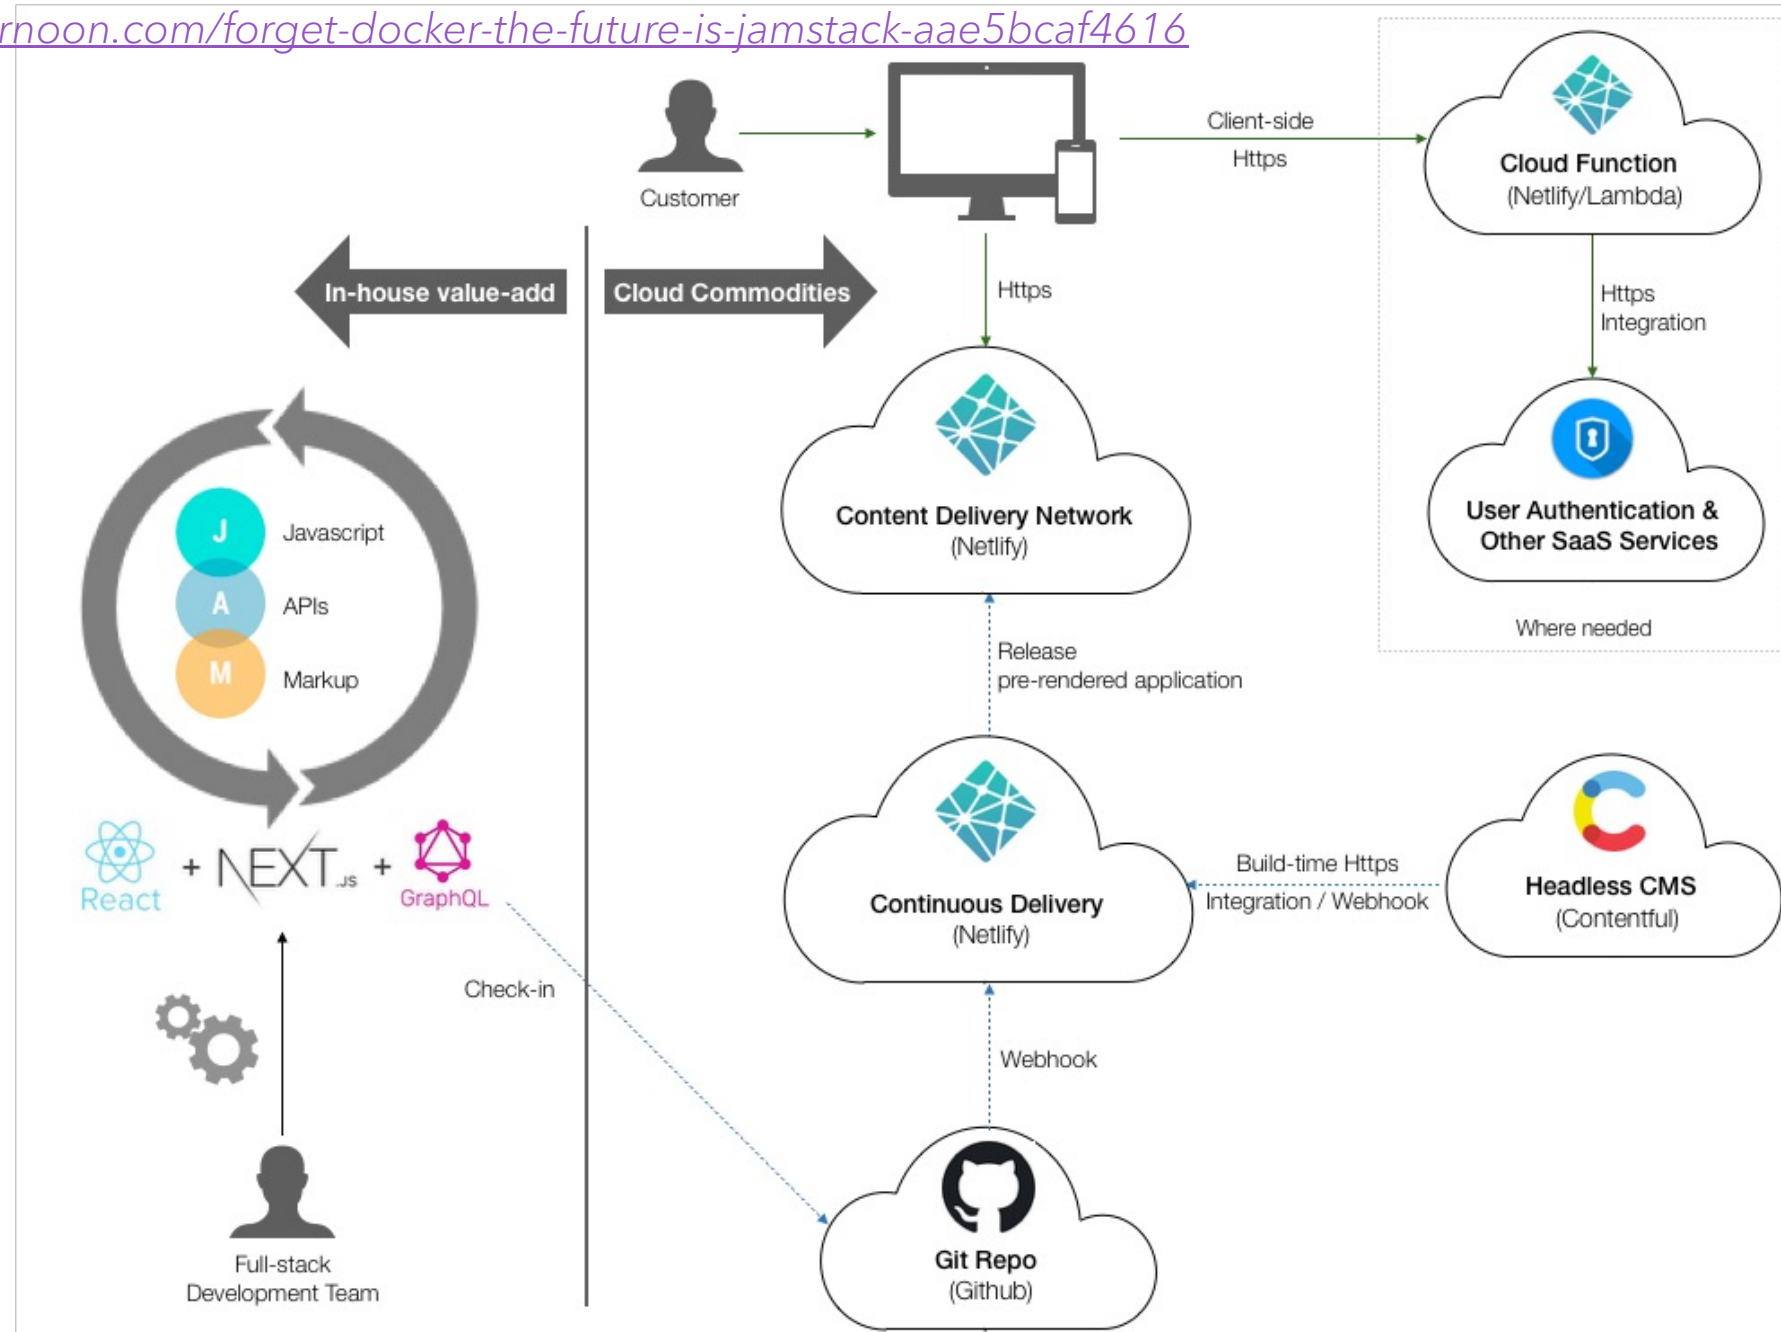 rnoon.com/forget-docker-the-future-is-jamstack-aae5bcaf4616
Customer
Client-side
Https
Cloud Function
(Netlify/Lambda)
In-house value-add
Cloud Commodities
Https
Https
Integration
J
Javascript
A
APIs
M
Markup
Content Delivery Network
(Netlify)
User Authentication &
Other SaaS Services
Where needed
Release
pre-rendered application
React
+
NEXT.JS
+
GraphQL
Continuous Delivery
(Netlify)
Build-time Https
Integration / Webhook
Headless CMS
(Contentful)
Check-in
Webhook
Full-stack
Development Team
Git Repo
(Github)